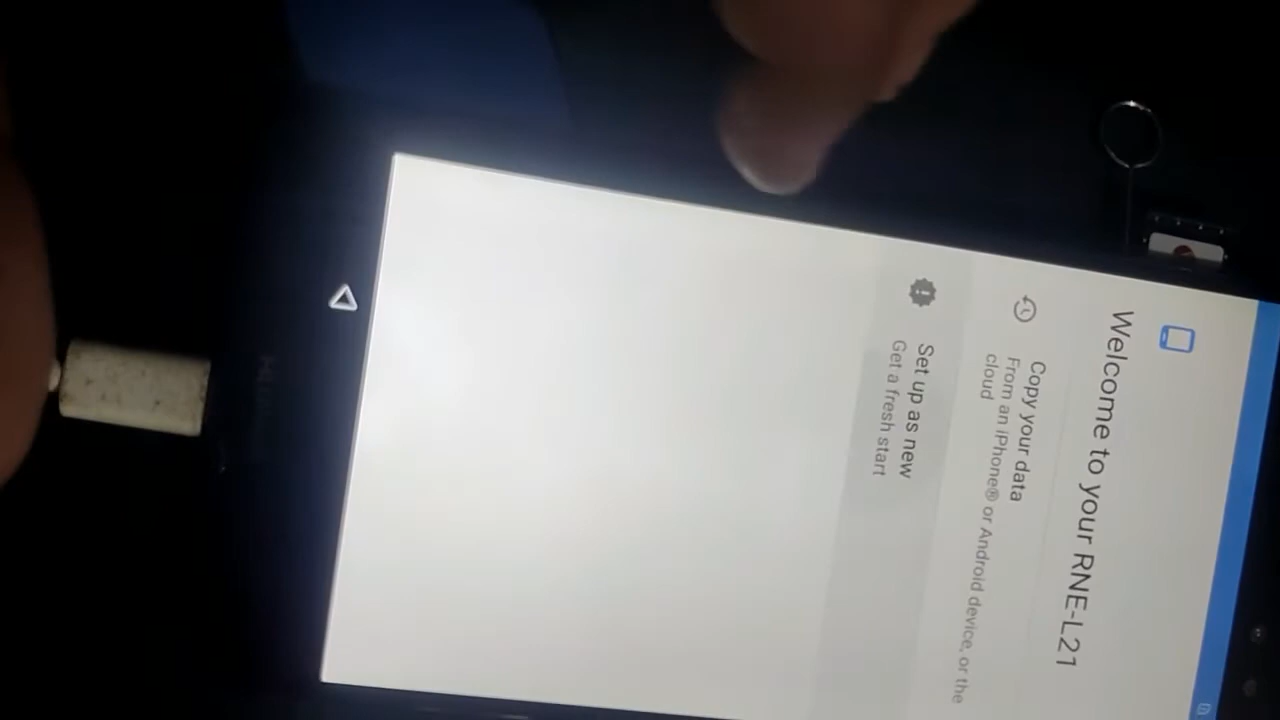 Welcome to your RNE-L21
Copy your data
From an iPhone® or Android device, or the
cloud
Set up as new
Get a fresh start